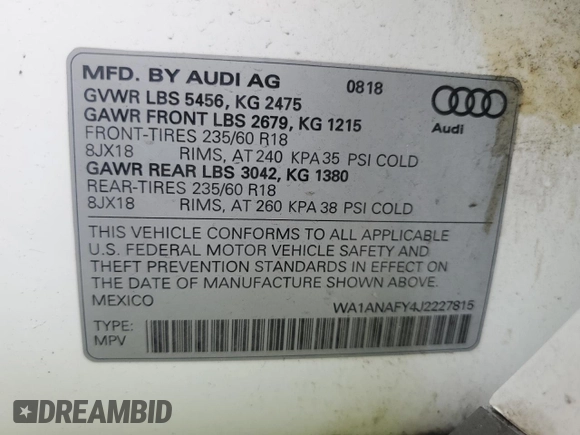 MFD. BY AUDI AG 0818
GVWR LBS 5456, KG 2475
GAWR FRONT LBS 2679, KG 1215
FRONT-TIRES 235/60 R18
8JX18 RIMS, AT 240 KPA 35 PSI COLD
GAWR REAR LBS 3042, KG 1380
REAR-TIRES 235/60 R18
8JX18 RIMS, AT 260 KPA 38 PSI COLD
Audi
THIS VEHICLE CONFORMS TO ALL APPLICABLE
U.S. FEDERAL MOTOR VEHICLE SAFETY AND
THEFT PREVENTION STANDARDS IN EFFECT ON
THE DATE OF MANUFACTURE SHOWN ABOVE.
MEXICO WA1ANAFY4J2227815
TYPE:
MPV
DREAMBID